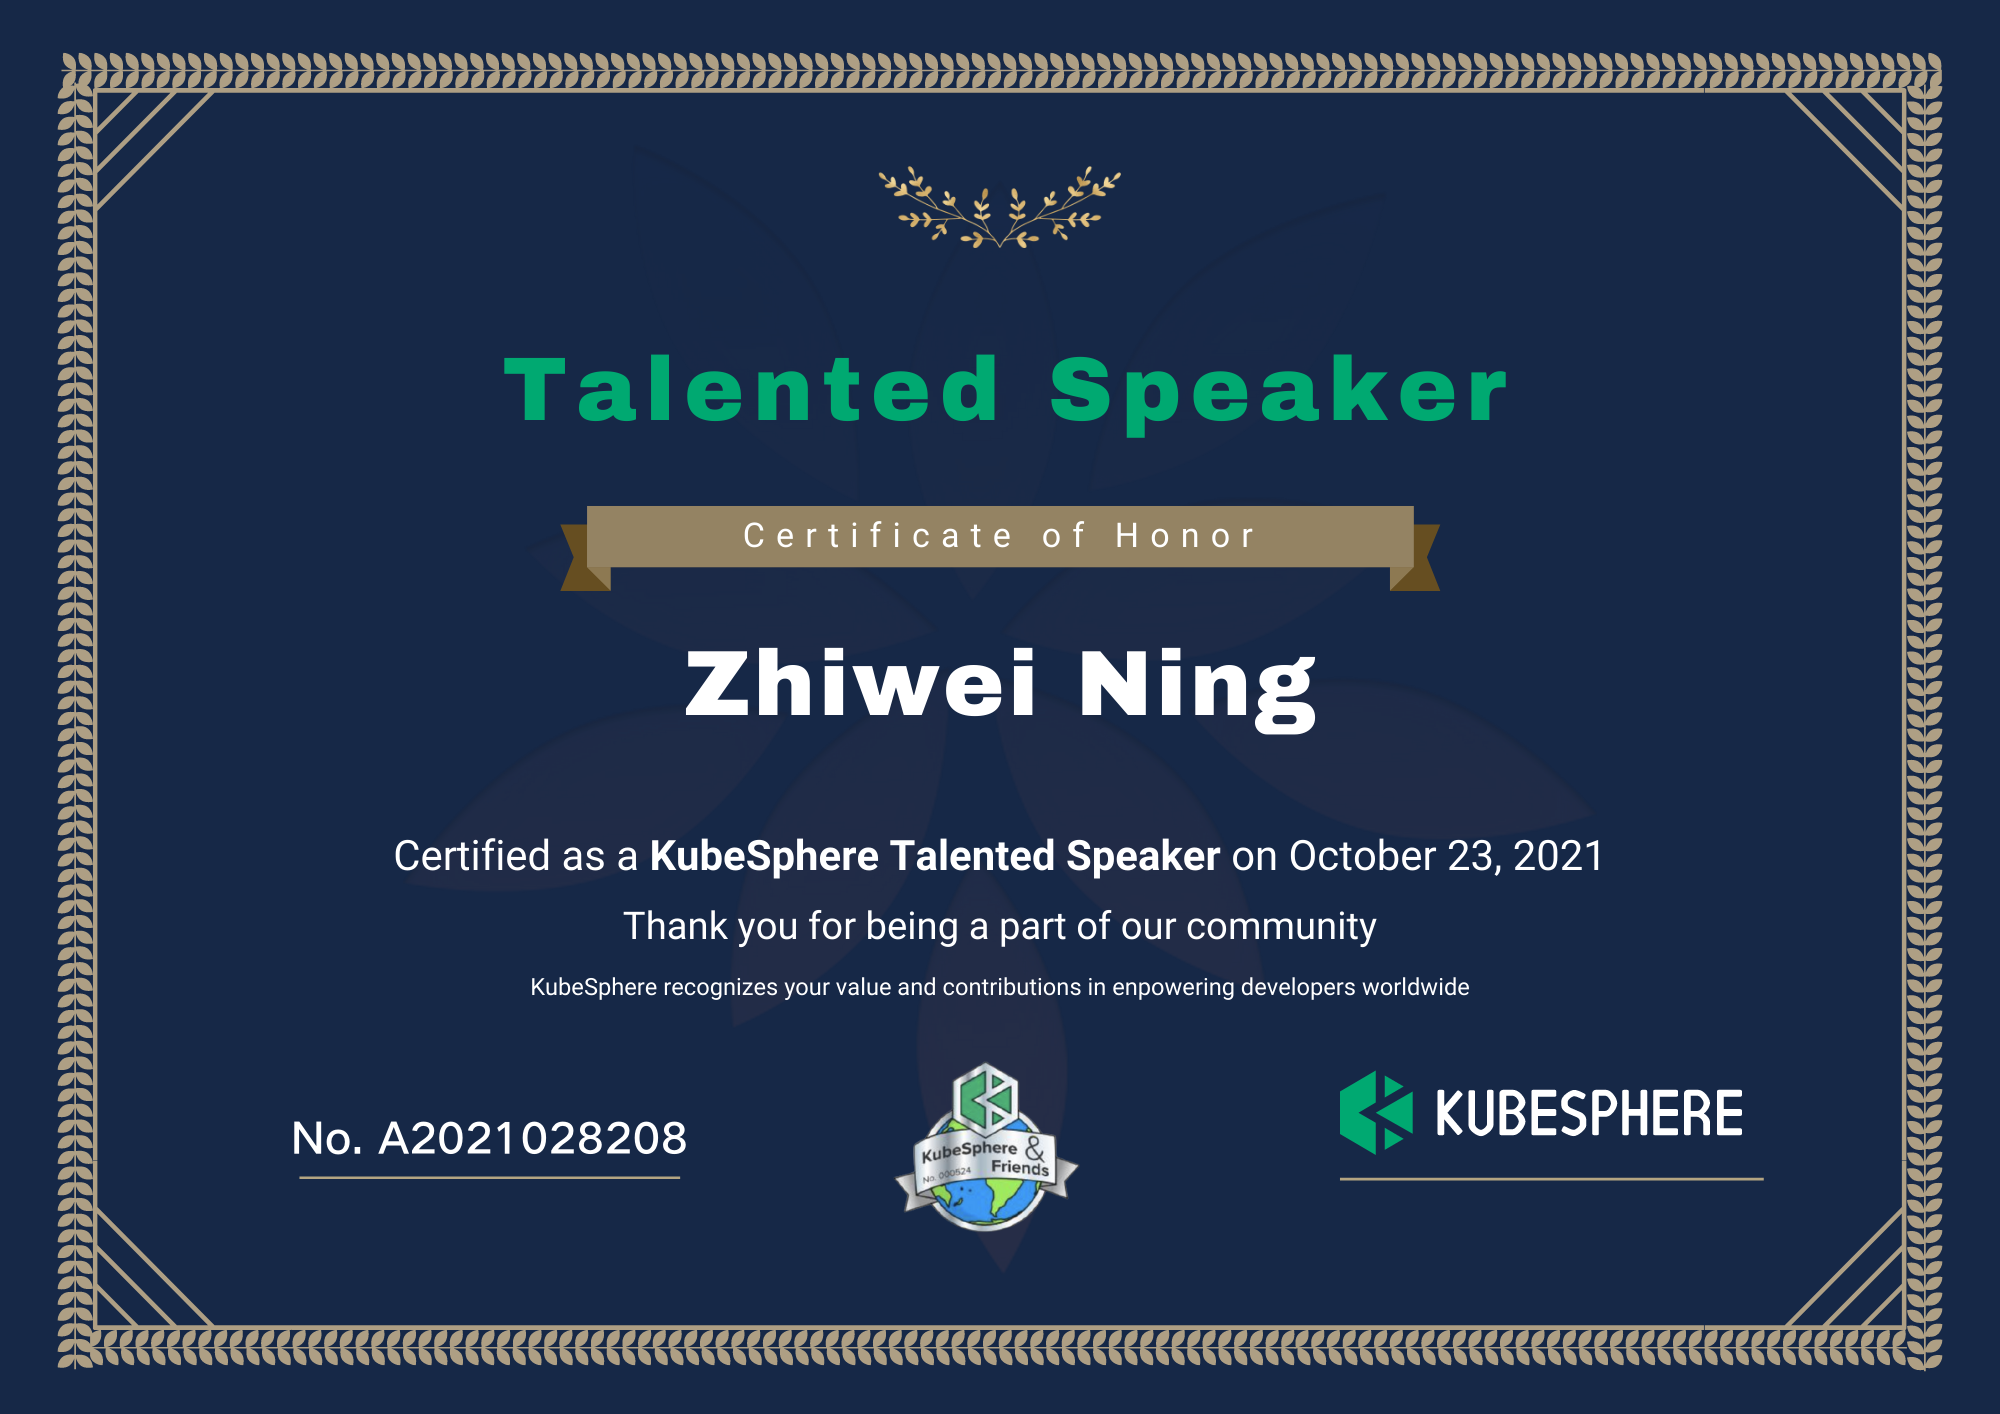 Talented Speaker
Certificate of Honor
Zhiwei Ning
Certified as a KubeSphere Talented Speaker on October 23, 2021
Thank you for being a part of our community
KubeSphere recognizes your value and contributions in enpowering developers worldwide
No. A2021028208
KubeSphere &
Friends
No. 000524
KUBESPHERE